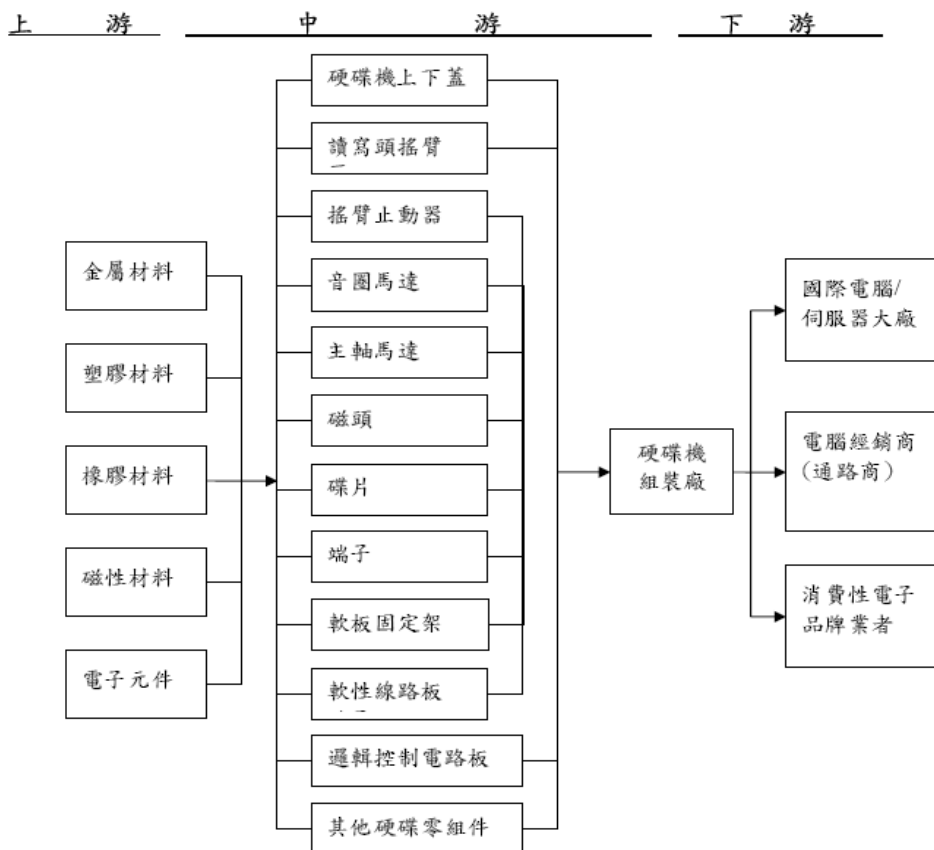 上 游
中 游
下 游
硬碟機上下蓋
讀寫頭搖臂
搖臂止動器
音圈馬達
主軸馬達
磁頭
碟片
端子
軟板固定架
軟性線路板
邏輯控制電路板
其他硬碟零組件
金屬材料
塑膠材料
橡膠材料
磁性材料
電子元件
硬碟機
組裝廠
國際電腦/
伺服器大廠
電腦經銷商
(通路商)
消費性電子
品牌業者